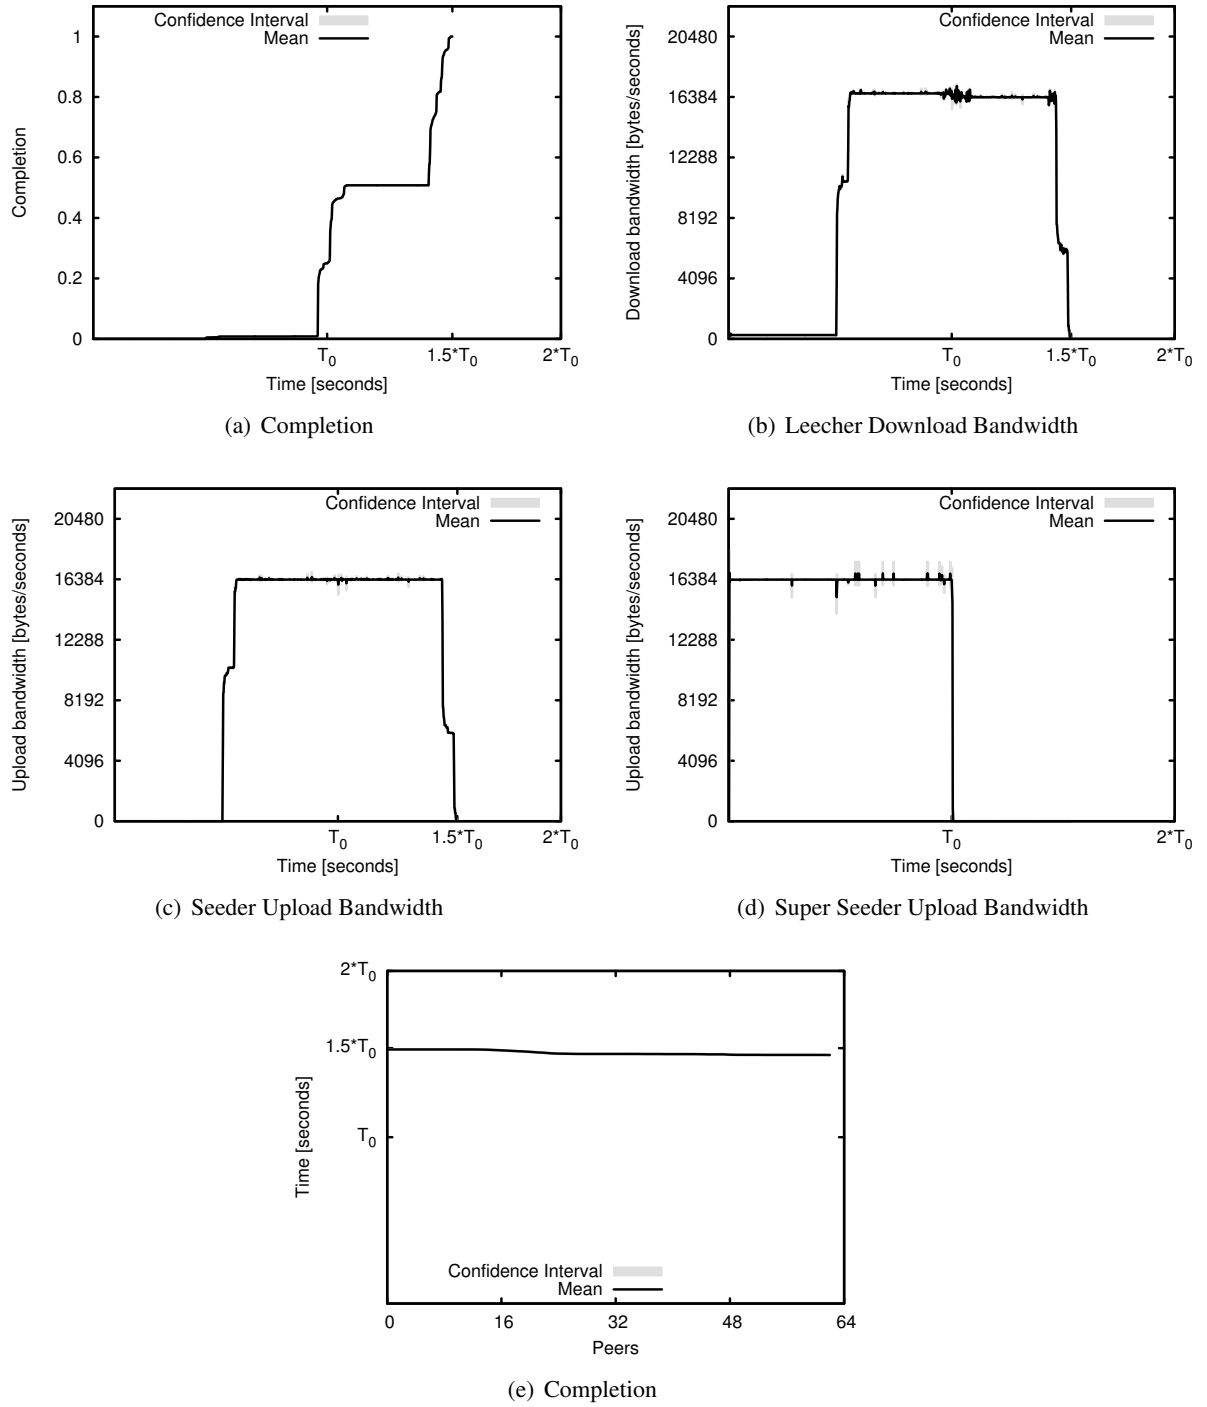 Confidence Interval
Mean
1
0.8
0.6
0.4
0.2
0
Completion
T0
1.5*T0
2*T0
Time [seconds]
(a) Completion
Confidence Interval
Mean
20480
16384
12288
8192
4096
0
Download bandwidth [bytes/seconds]
T0
1.5*T0
2*T0
Time [seconds]
(b) Leecher Download Bandwidth
Confidence Interval
Mean
20480
16384
12288
8192
4096
0
Upload bandwidth [bytes/seconds]
T0
1.5*T0
2*T0
Time [seconds]
(c) Seeder Upload Bandwidth
Confidence Interval
Mean
20480
16384
12288
8192
4096
0
Upload bandwidth [bytes/seconds]
T0
2*T0
Time [seconds]
(d) Super Seeder Upload Bandwidth
2*T0
1.5*T0
T0
Time [seconds]
Confidence Interval
Mean
0
16
32
48
64
Peers
(e) Completion